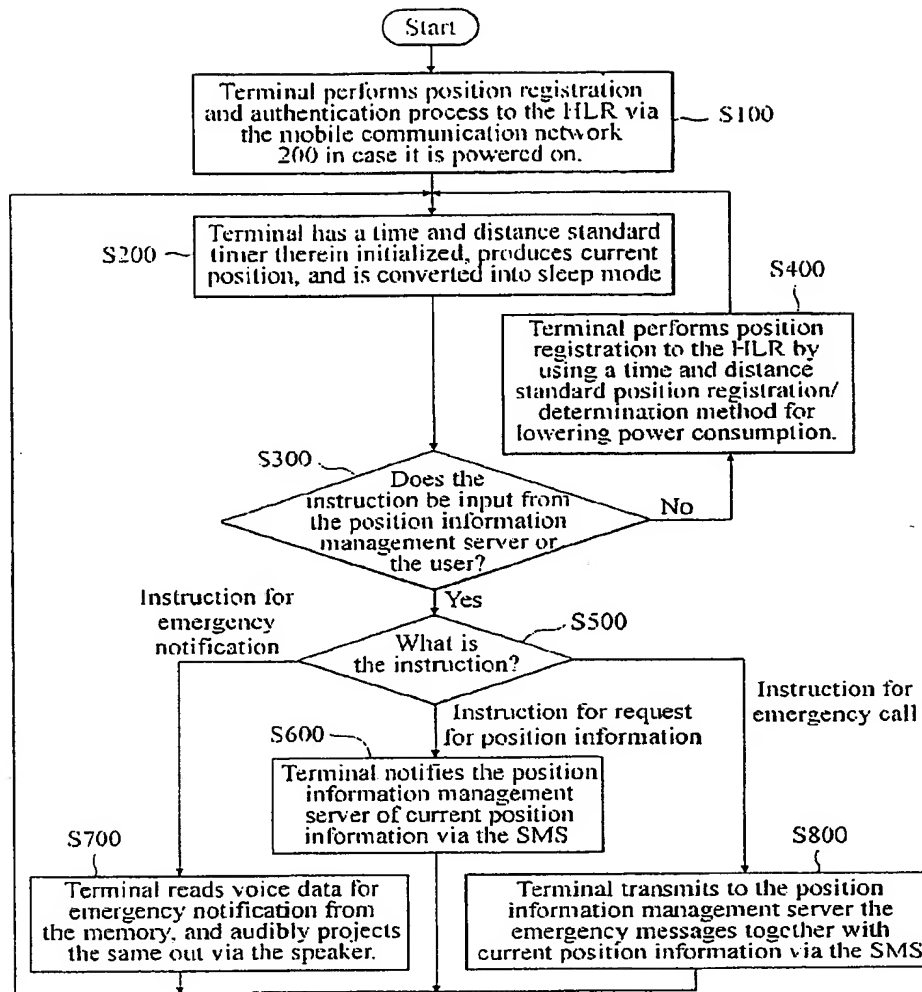 Start
Terminal performs position registration
and authentication process to the HLR via
the mobile communication network
200 in case it is powered on.
S100
S200
Terminal has a time and distance standard
timer therein initialized, produces current
position, and is converted into sleep mode
S400
Terminal performs position
registration to the HLR by
using a time and distance
standard position registration/
determination method for
lowering power consumption.
S300
Does the
instruction be input from
the position information
management server or
the user?
No
Yes
Instruction for
emergency
notification
S500
What is
the instruction?
Instruction for request
for position information
Instruction for
emergency call
S600
Terminal notifies the position
information management
server of current position
information via the SMS
S700
Terminal reads voice data for
emergency notification from
the memory, and audibly projects
the same out via the speaker.
S800
Terminal transmits to the position
information management server the
emergency messages together with
current position information via the SMS